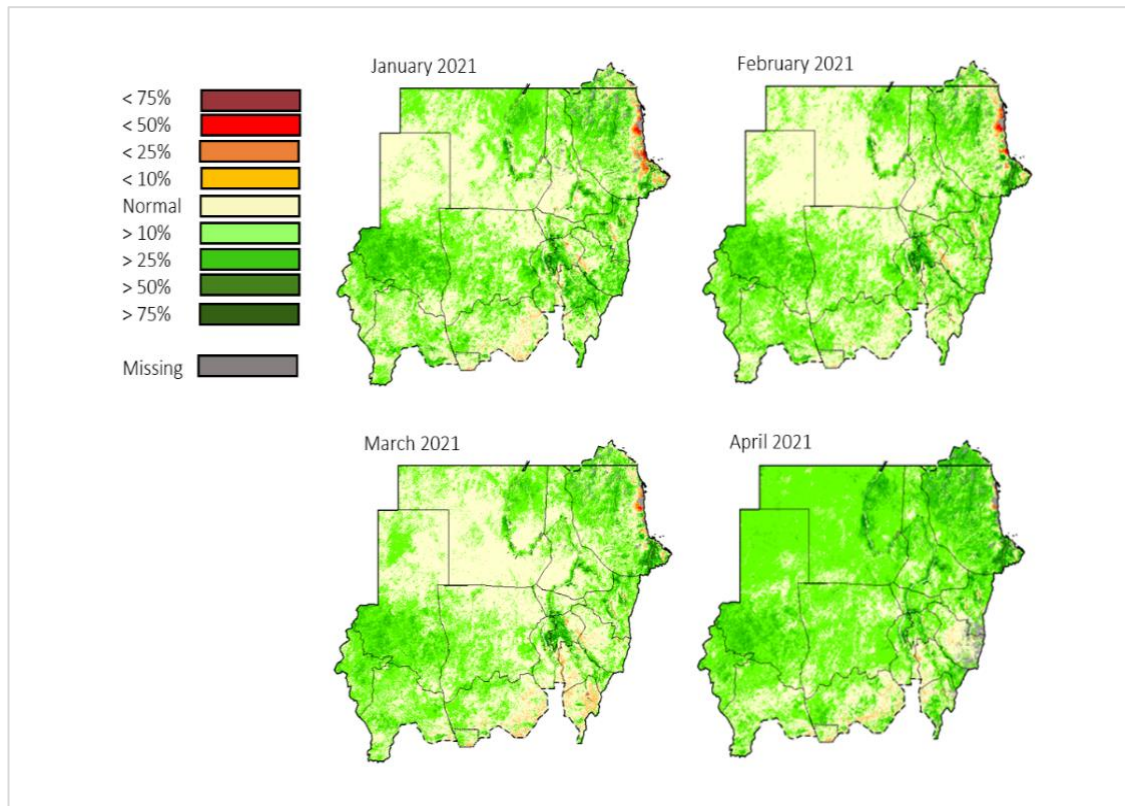 January 2021
February 2021
< 75%
< 50%
< 25%
< 10%
Normal
> 10%
> 25%
> 50%
> 75%
Missing
March 2021
April 2021